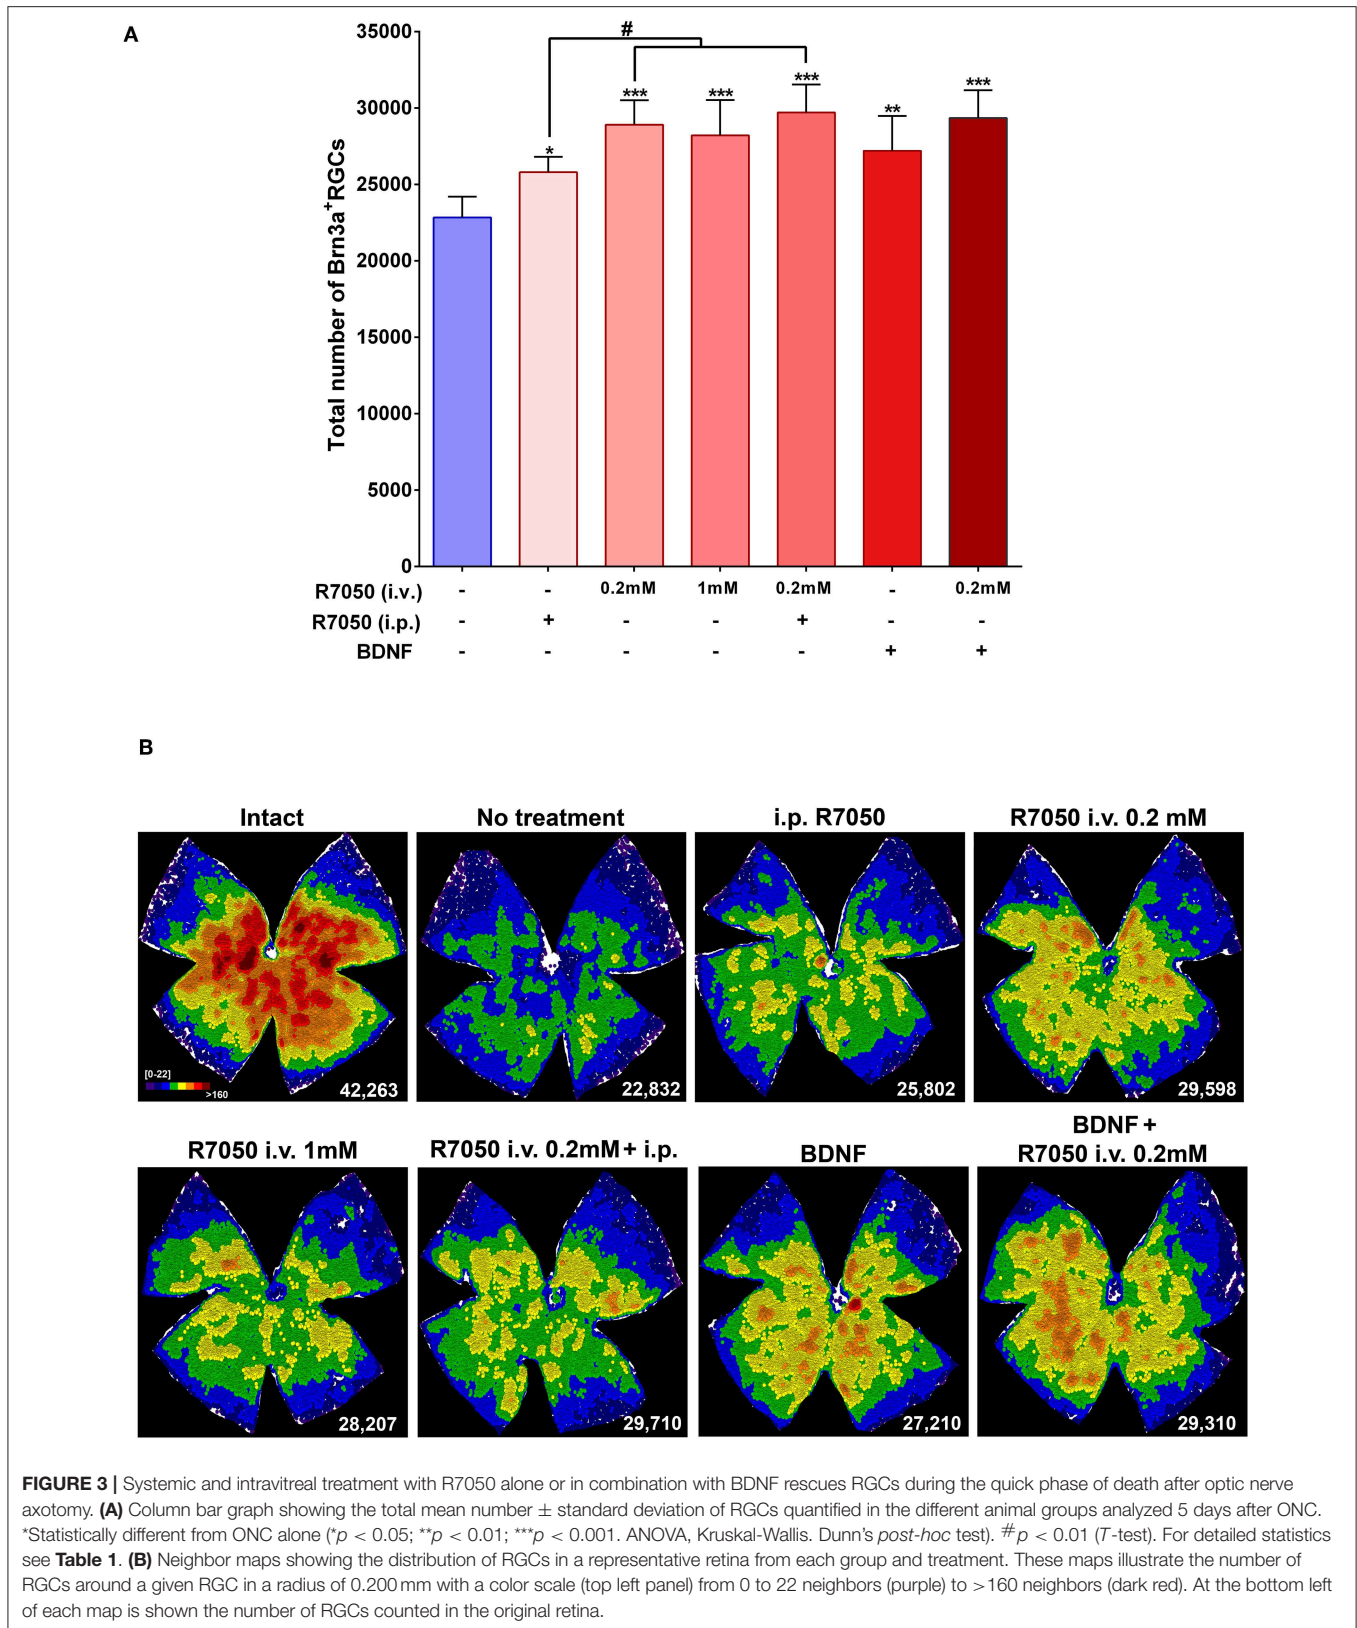 A
35000
30000
25000
20000
15000
10000
5000
0
Total number of Brn3a+RGCs
#
* *** *** *** ** ***
R7050 (i.v.) - - 0.2mM 1mM 0.2mM - 0.2mM
R7050 (i.p.) - + - - + - -
BDNF - - - - - + +
B
Intact No treatment i.p. R7050 R7050 i.v. 0.2 mM
[0-22]
>160
42,263 22,832 25,802 29,598
R7050 i.v. 1mM R7050 i.v. 0.2mM + i.p. BDNF BDNF +
R7050 i.v. 0.2mM
28,207 29,710 27,210 29,310
FIGURE 3 | Systemic and intravitreal treatment with R7050 alone or in combination with BDNF rescues RGCs during the quick phase of death after optic nerve
axotomy. (A) Column bar graph showing the total mean number ± standard deviation of RGCs quantified in the different animal groups analyzed 5 days after ONC.
*Statistically different from ONC alone (*p < 0.05; **p < 0.01; ***p < 0.001. ANOVA, Kruskal-Wallis. Dunn's post-hoc test). #p < 0.01 (T-test). For detailed statistics
see Table 1. (B) Neighbor maps showing the distribution of RGCs in a representative retina from each group and treatment. These maps illustrate the number of
RGCs around a given RGC in a radius of 0.200 mm with a color scale (top left panel) from 0 to 22 neighbors (purple) to >160 neighbors (dark red). At the bottom left
of each map is shown the number of RGCs counted in the original retina.